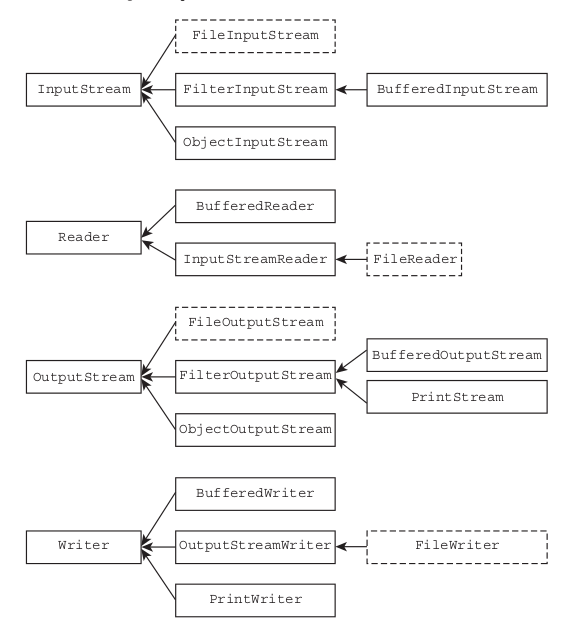 FileInputStream
InputStream
FilterInputStream
BufferedInputStream
ObjectInputStream
BufferedReader
Reader
InputStreamReader
FileReader
FileOutputStream
BufferedOutputStream
OutputStream
FilterOutputStream
PrintStream
ObjectOutputStream
BufferedWriter
Writer
OutputStreamWriter
FileWriter
PrintWriter